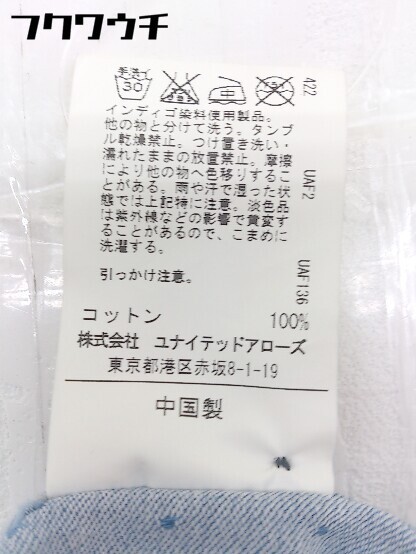 フクワウチ
手洗イ
30
インディゴ染料使用製品。
他の物と分けて洗う。タンブ
ル乾燥禁止。つけ置き洗い・
濡れたままの放置禁止。摩擦
により他の物へ色移りするこ
とがある。雨や汗で湿った状
態では上記特に注意。淡色品
は紫外線などの影響で黄変す
ることがあるので、こまめに
洗濯する。
引っかけ注意。
422
UAF2
UAF136
コットン 100%
株式会社 ユナイテッドアローズ
東京都港区赤坂8-1-19
中国製